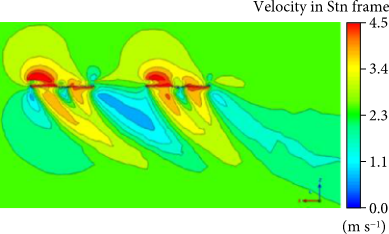 Velocity in Stn frame
4.5
3.4
2.3
1.1
0.0
(m s⁻¹)